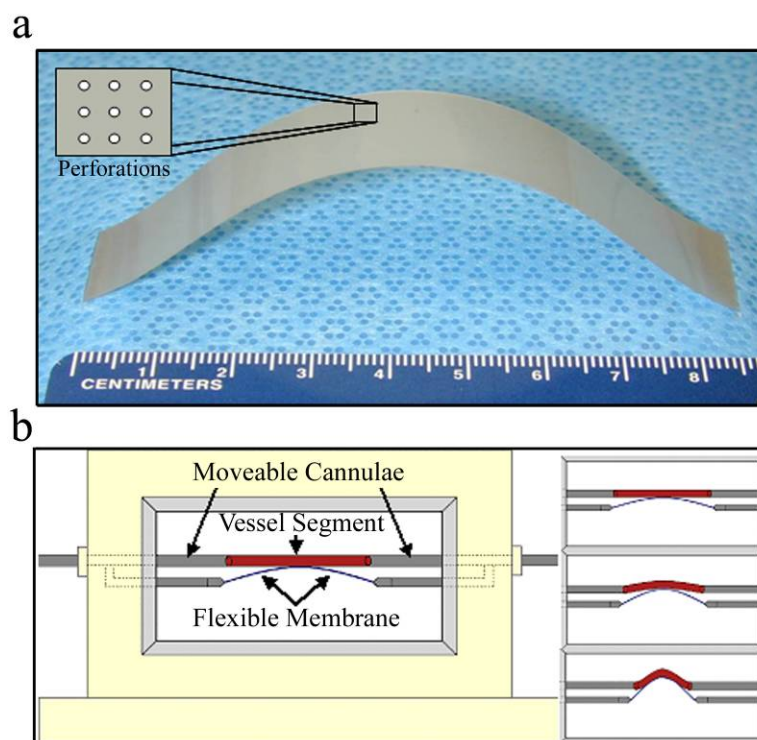 a
Perforations
1 2 3 4 5 6 7 8
CENTIMETERS
b
Moveable Cannulae
Vessel Segment
Flexible Membrane